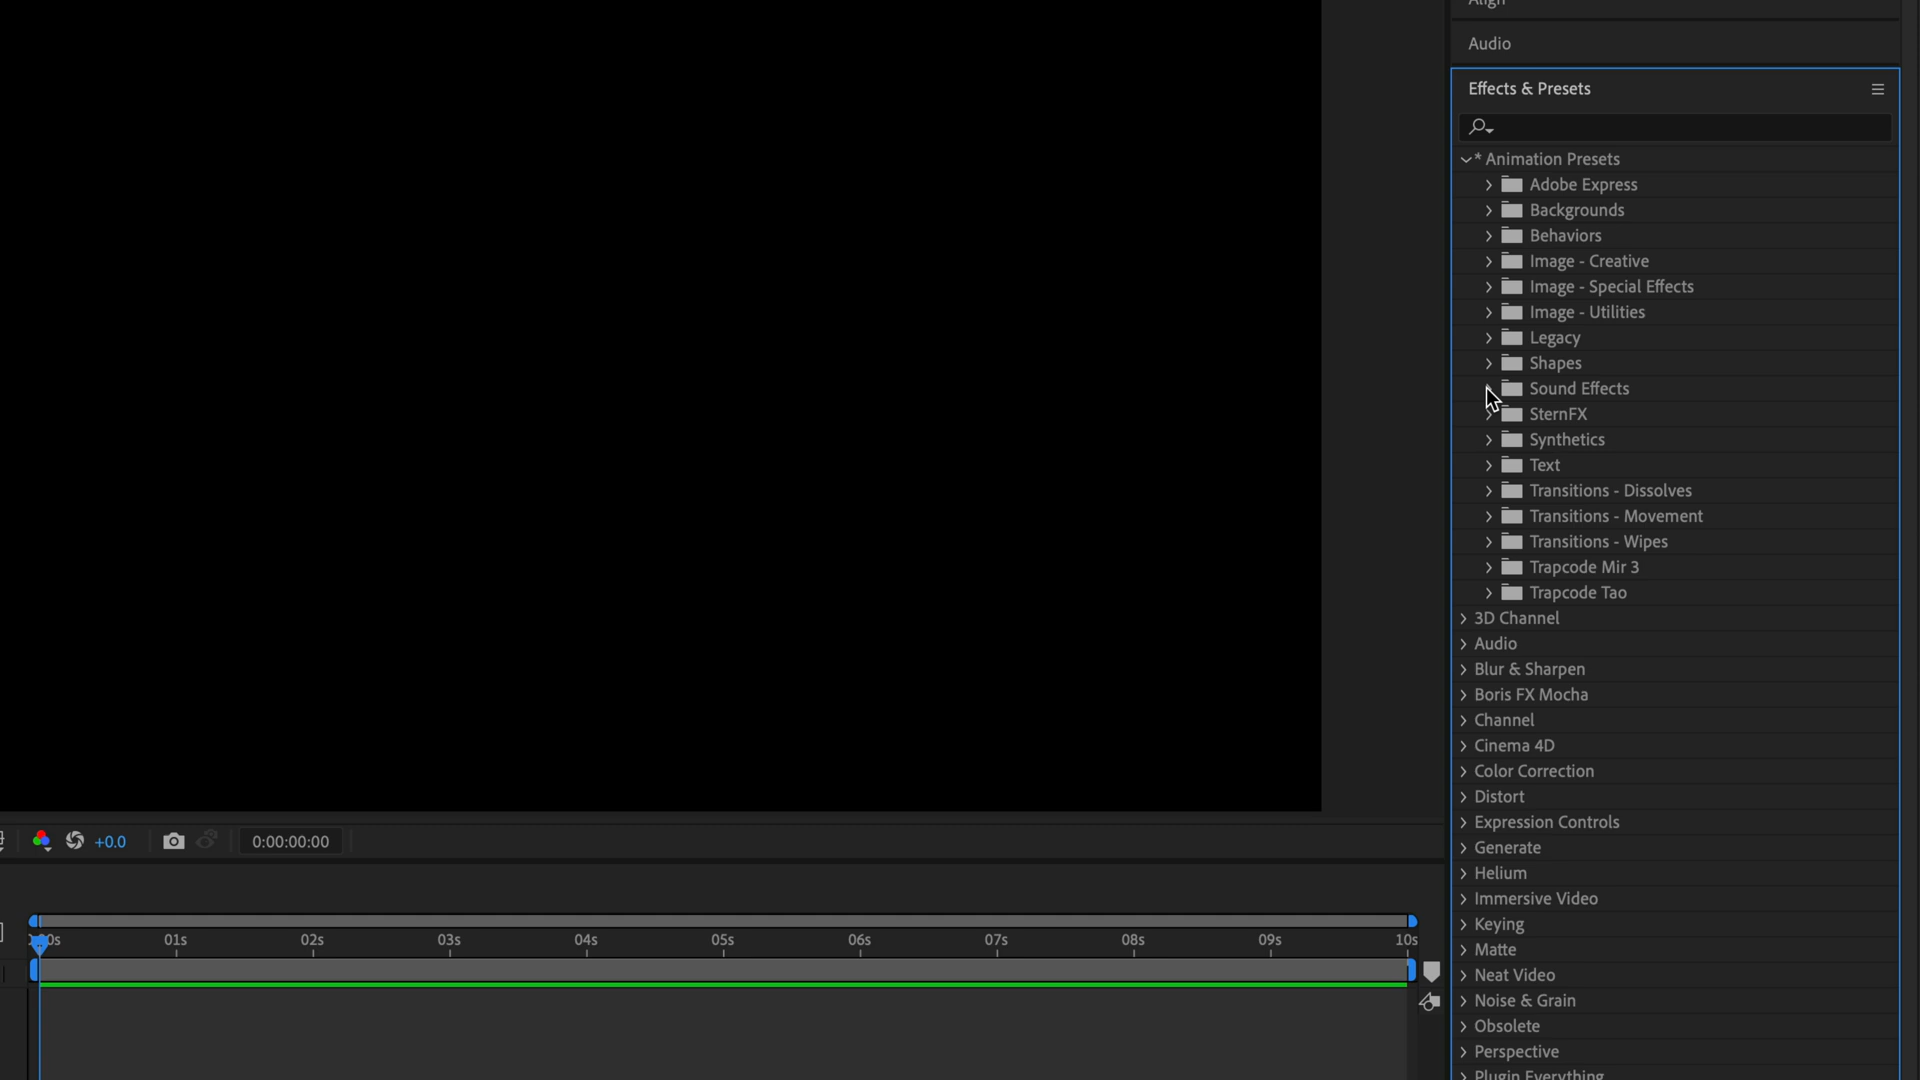 Align
Audio
Effects & Presets
* Animation Presets
Adobe Express
Backgrounds
Behaviors
Image - Creative
Image - Special Effects
Image - Utilities
Legacy
Shapes
Sound Effects
SternFX
Synthetics
Text
Transitions - Dissolves
Transitions - Movement
Transitions - Wipes
Trapcode Mir 3
Trapcode Tao
3D Channel
Audio
Blur & Sharpen
Boris FX Mocha
Channel
Cinema 4D
Color Correction
Distort
Expression Controls
Generate
Helium
Immersive Video
Keying
Matte
Neat Video
Noise & Grain
Obsolete
Perspective
Plugin Everything
+0.0 0:00:00:00
01s 02s 03s 04s 05s 06s 07s 08s 09s 10s